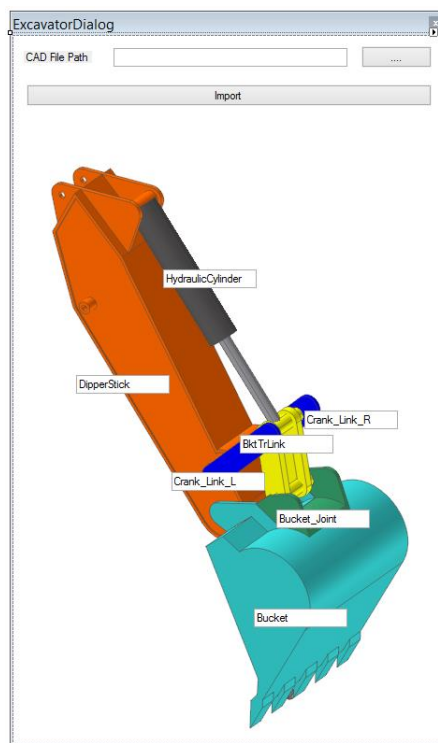 ExcavatorDialog
CAD File Path
....
Import
HydraulicCylinder
DipperStick
Crank_Link_R
BktTrLink
Crank_Link_L
Bucket_Joint
Bucket